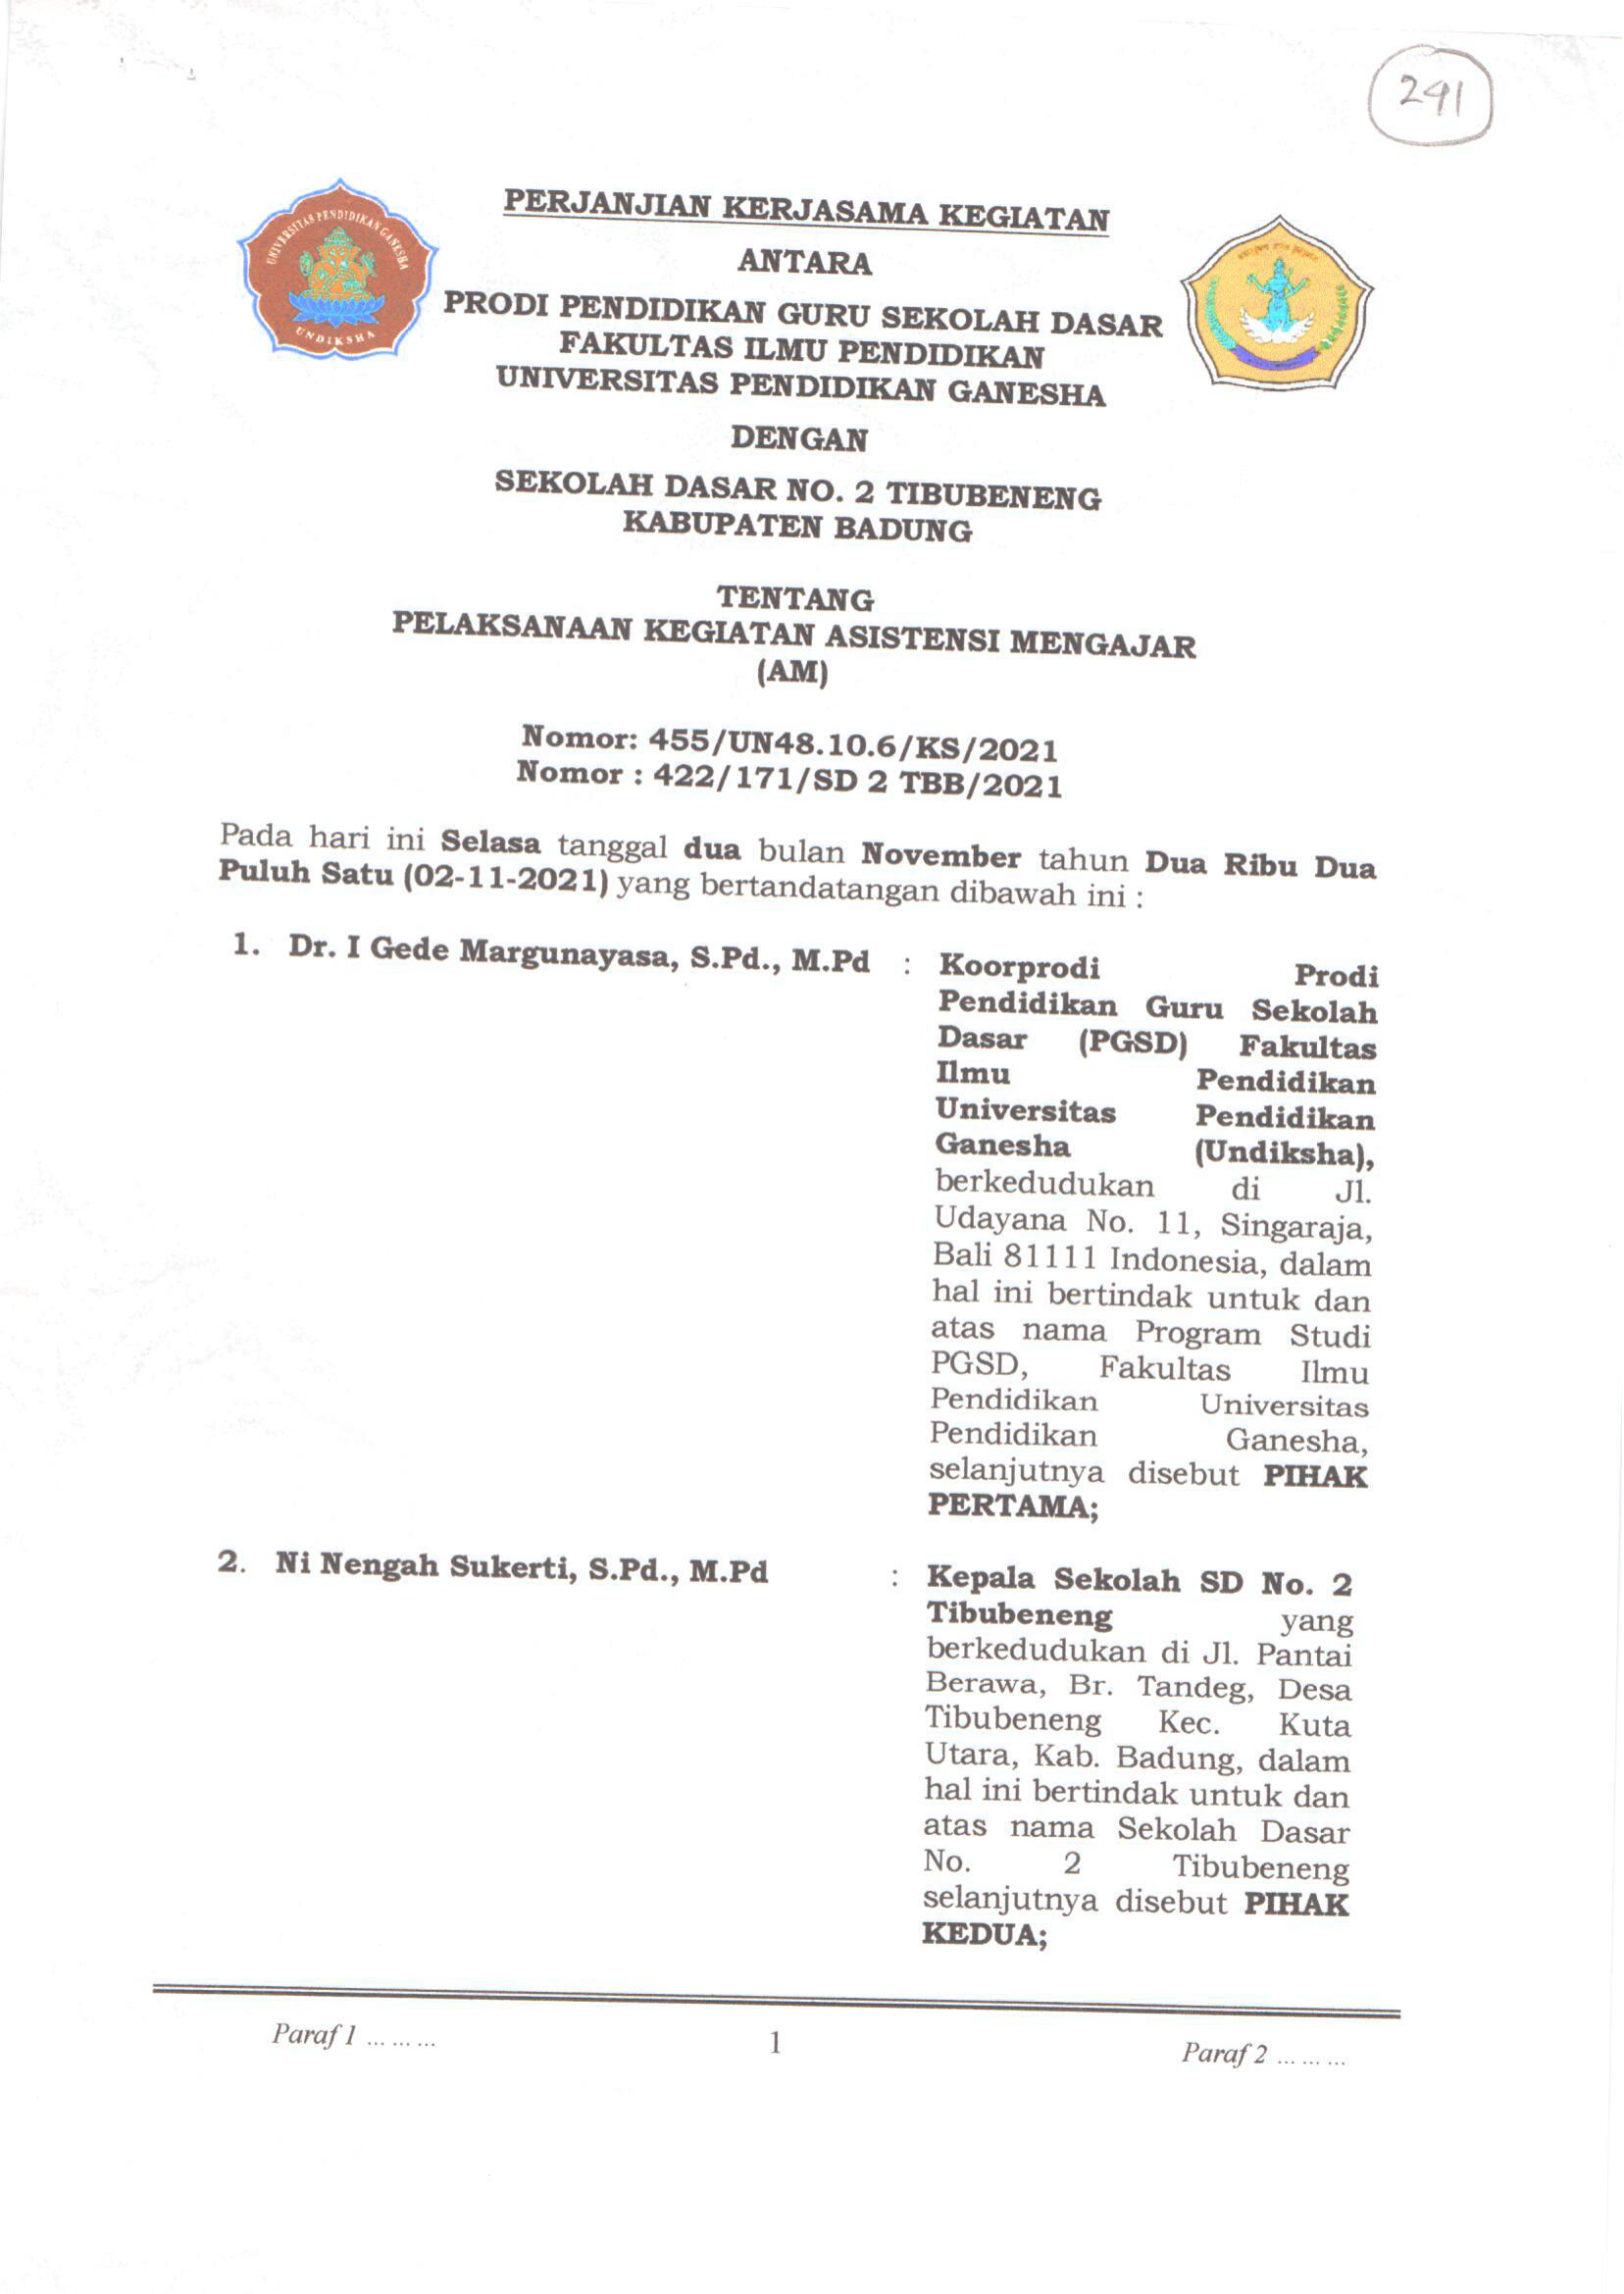 291
UNIVERSITAS PENDIDIKAN GANESHA
UNDIKSHA
PERJANJIAN KERJASAMA KEGIATAN
ANTARA
PRODI PENDIDIKAN GURU SEKOLAH DASAR
FAKULTAS ILMU PENDIDIKAN
UNIVERSITAS PENDIDIKAN GANESHA
DENGAN
SEKOLAH DASAR NO. 2 TIBUBENENG
KABUPATEN BADUNG
TENTANG
PELAKSANAAN KEGIATAN ASISTENSI MENGAJAR
(AM)
Nomor: 455/UN48.10.6/KS/2021
Nomor : 422/171/SD 2 TBB/2021
Pada hari ini Selasa tanggal dua bulan November tahun Dua Ribu Dua
Puluh Satu (02-11-2021) yang bertandatangan dibawah ini :
1. Dr. I Gede Margunayasa, S.Pd., M.Pd : Koorprodi Prodi
Pendidikan Guru Sekolah
Dasar (PGSD) Fakultas
Ilmu Pendidikan
Universitas Pendidikan
Ganesha (Undiksha),
berkedudukan di Jl.
Udayana No. 11, Singaraja,
Bali 81111 Indonesia, dalam
hal ini bertindak untuk dan
atas nama Program Studi
PGSD, Fakultas Ilmu
Pendidikan Universitas
Pendidikan Ganesha,
selanjutnya disebut PIHAK
PERTAMA;
2. Ni Nengah Sukerti, S.Pd., M.Pd : Kepala Sekolah SD No. 2
Tibubeneng yang
berkedudukan di Jl. Pantai
Berawa, Br. Tandeg, Desa
Tibubeneng Kec. Kuta
Utara, Kab. Badung, dalam
hal ini bertindak untuk dan
atas nama Sekolah Dasar
No. 2 Tibubeneng
selanjutnya disebut PIHAK
KEDUA;
Paraf 1 ... ... ... 1 Paraf 2 ... ... ...